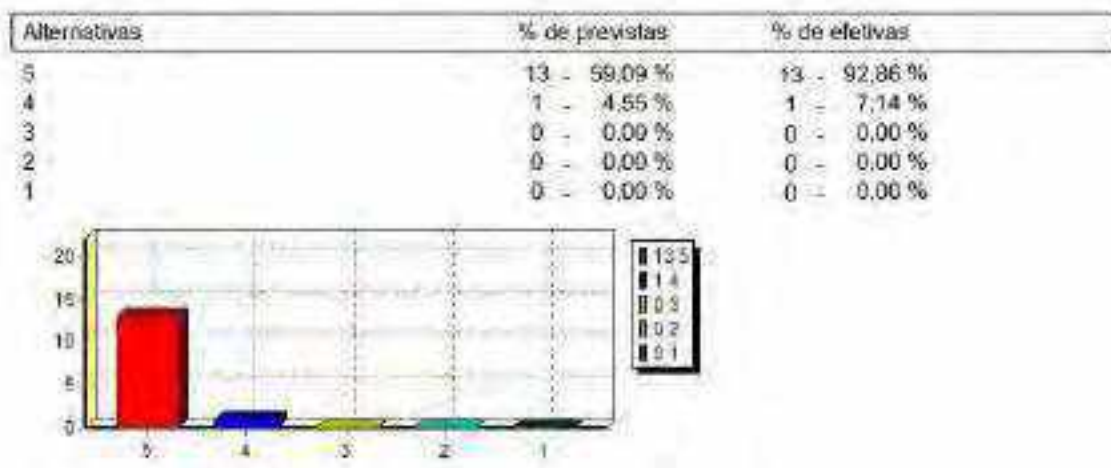 Alternativas % de previstas % de efetivas
5 13 - 59,09 % 13 - 92,86 %
4 1 - 4,55 % 1 - 7,14 %
3 0 - 0,00 % 0 - 0,00 %
2 0 - 0,00 % 0 - 0,00 %
1 0 - 0,00 % 0 - 0,00 %
20
15
10
5
0
5 4 3 2 1
13 5
1 4
0 3
0 2
0 1